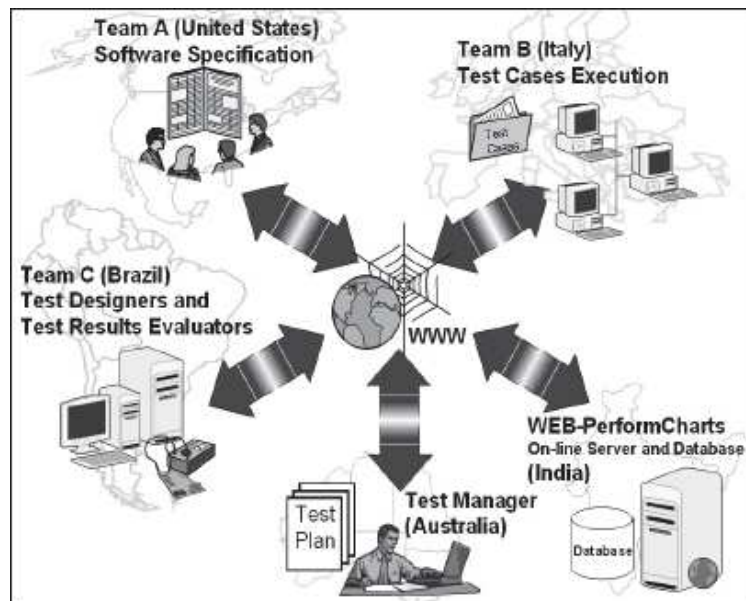 Team A (United States)
Software Specification
Team B (Italy)
Test Cases Execution
Test
Cases
Team C (Brazil)
Test Designers and
Test Results Evaluators
WWW
WEB-PerformCharts
On-line Server and Database
(India)
Database
Test Manager
(Australia)
Test
Plan